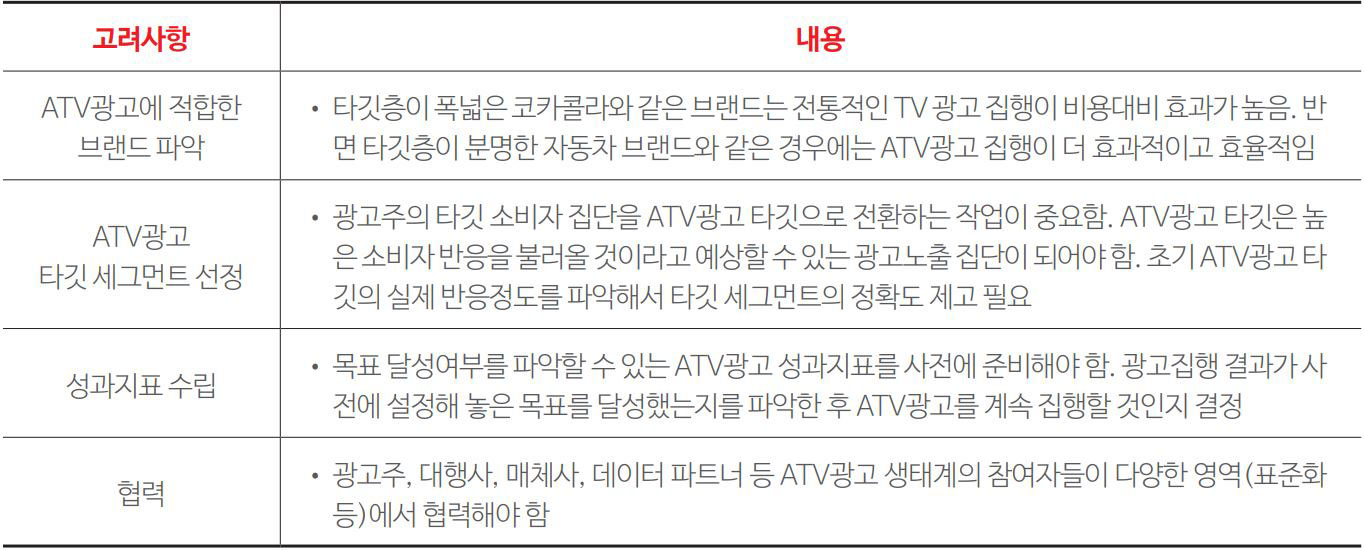 고려사항
내용
ATV광고에 적합한
브랜드 파악
• 타깃층이 폭넓은 코카콜라와 같은 브랜드는 전통적인 TV 광고 집행이 비용대비 효과가 높음. 반
면 타깃층이 분명한 자동차 브랜드와 같은 경우에는 ATV광고 집행이 더 효과적이고 효율적임
ATV광고
타깃 세그먼트 선정
• 광고주의 타깃 소비자 집단을 ATV광고 타깃으로 전환하는 작업이 중요함. ATV광고 타깃은 높
은 소비자 반응을 불러올 것이라고 예상할 수 있는 광고노출 집단이 되어야 함. 초기 ATV광고 타
깃의 실제 반응정도를 파악해서 타깃 세그먼트의 정확도 제고 필요
성과지표 수립
• 목표 달성여부를 파악할 수 있는 ATV광고 성과지표를 사전에 준비해야 함. 광고집행 결과가 사
전에 설정해 놓은 목표를 달성했는지를 파악한 후 ATV광고를 계속 집행할 것인지 결정
협력
• 광고주, 대행사, 매체사, 데이터 파트너 등 ATV광고 생태계의 참여자들이 다양한 영역(표준화
등)에서 협력해야 함